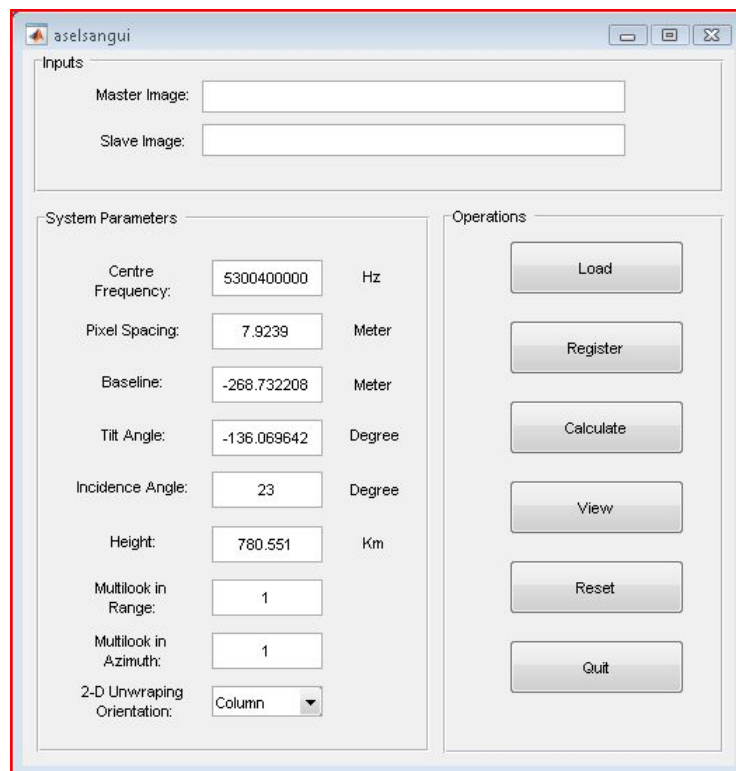 aselsangui
Inputs
Master Image:
Slave Image:
System Parameters
Centre
Frequency:
5300400000
Hz
Pixel Spacing:
7.9239
Meter
Baseline:
-268.732208
Meter
Tilt Angle:
-136.069642
Degree
Incidence Angle:
23
Degree
Height:
780.551
Km
Multilook in
Range:
1
Multilook in
Azimuth:
1
2-D Unwraping
Orientation:
Column
Operations
Load
Register
Calculate
View
Reset
Quit